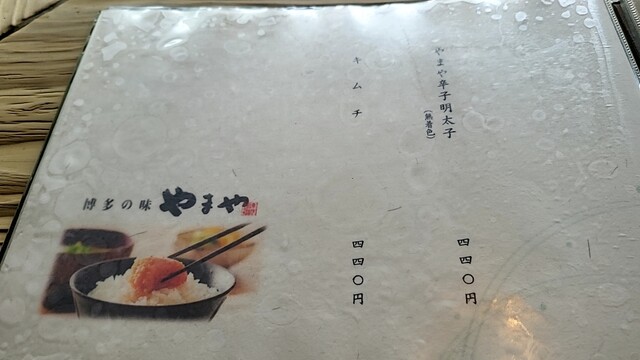 やまや辛子明太子
(無着色)
四四〇円
キムチ
四四〇円
博多の味 やまや